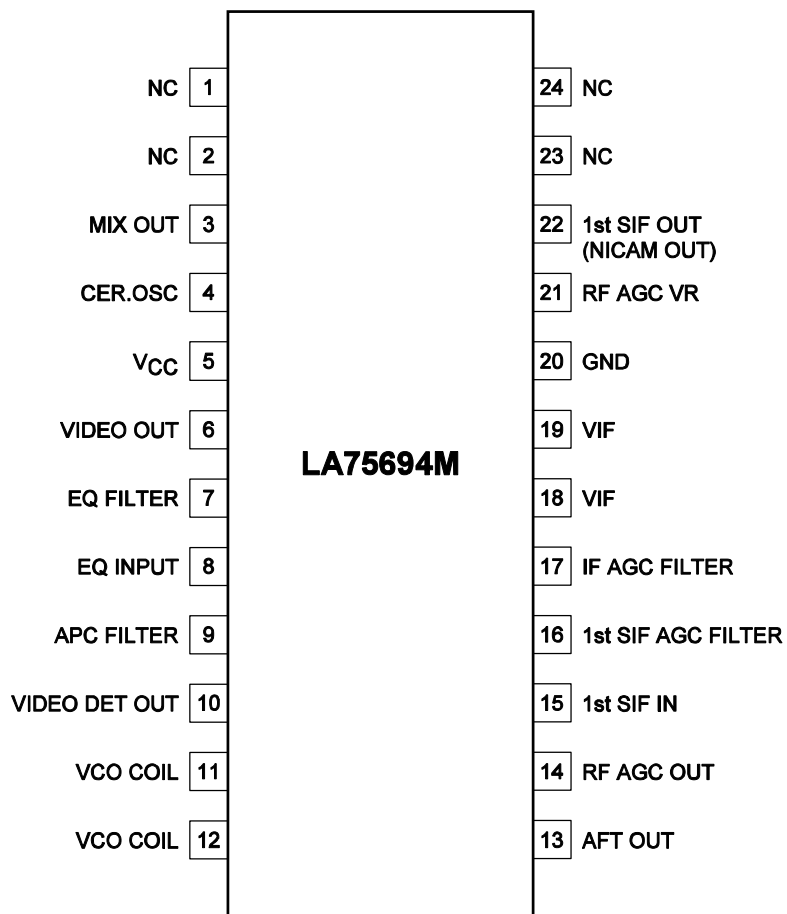 NC 1
NC 2
MIX OUT 3
CER.OSC 4
VCC 5
VIDEO OUT 6
EQ FILTER 7
EQ INPUT 8
APC FILTER 9
VIDEO DET OUT 10
VCO COIL 11
VCO COIL 12
LA75694M
24 NC
23 NC
22 1st SIF OUT
(NICAM OUT)
21 RF AGC VR
20 GND
19 VIF
18 VIF
17 IF AGC FILTER
16 1st SIF AGC FILTER
15 1st SIF IN
14 RF AGC OUT
13 AFT OUT